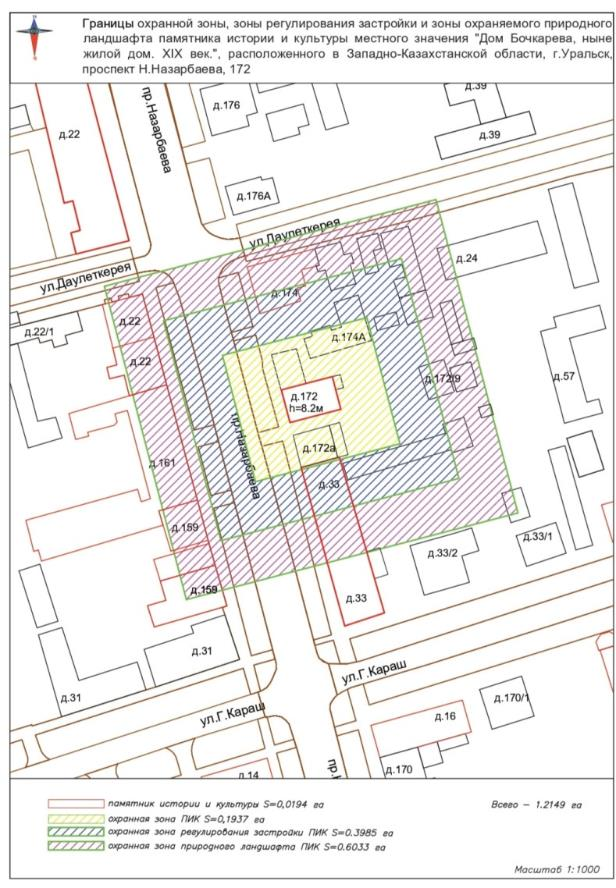 Границы охранной зоны, зоны регулирования застройки и зоны охраняемого природного
ландшафта памятника истории и культуры местного значения "Дом Бочкарева, ныне
жилой дом. XIX век.", расположенного в Западно-Казахстанской области, г.Уральск,
проспект Н.Назарбаева, 172
д.39
д.176
д.22
пр.Назарбаева
д.39
д.176А
ул.Даулеткерея
ул.Даулеткерея
д.24
д.174
д.22
д.22/1
д.174А
д.22
д.57
д.172/9
д.172
h=8.2м
пр.Назарбаева
д.172а
д.161
д.33
д.159
д.33/1
д.33/2
д.159
д.33
д.31
ул.Г.Караш
д.31
д.170/1
ул.Г.Караш
д.16
д.170
д.14
памятник истории и культуры S=0,0194 га
Всего – 1.2149 га
охранная зона ПИК S=0,1937 га
охранная зона регулирования застройки ПИК S=0.3985 га
охранная зона природного ландшафта ПИК S=0.6033 га
Масштаб 1:1000